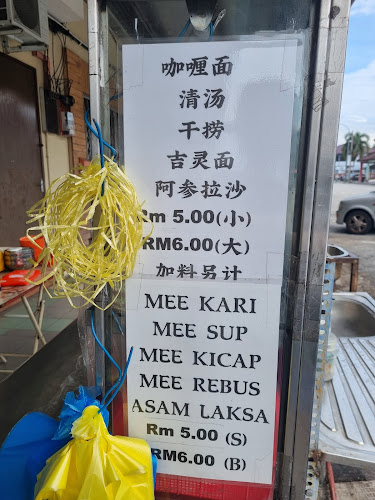 咖喱面
清汤
干捞
吉灵面
阿参拉沙
Rm 5.00(小)
RM6.00(大)
加料另计
MEE KARI
MEE SUP
MEE KICAP
MEE REBUS
ASAM LAKSA
Rm 5.00 (S)
RM6.00 (B)